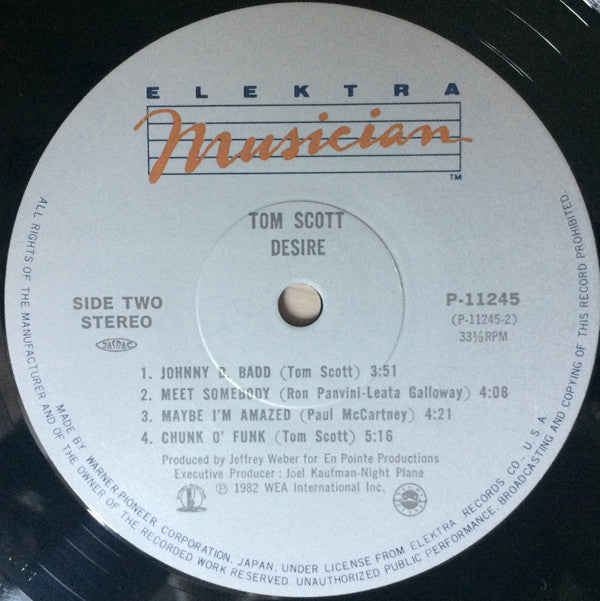 ELEKTRA
Musician
TM
TOM SCOTT
DESIRE
SIDE TWO
STEREO
JASRAC
P-11245
(P-11245-2)
33⅓RPM
1. JOHNNY B. BADD (Tom Scott) 3:51
2. MEET SOMEBODY (Ron Panvini-Leata Galloway) 4:08
3. MAYBE I'M AMAZED (Paul McCartney) 4:21
4. CHUNK O' FUNK (Tom Scott) 5:16
Produced by Jeffrey Weber for En Pointe Productions
Executive Producer : Joel Kaufman-Night Plane
℗ 1982 WEA International Inc.
ALL RIGHTS OF THE MANUFACTURER AND OF THE OWNER OF THE RECORDED WORK RESERVED. UNAUTHORIZED PUBLIC PERFORMANCE, BROADCASTING AND COPYING OF THIS RECORD PROHIBITED.
MADE BY WARNER-PIONEER CORPORATION, JAPAN, UNDER LICENSE FROM ELEKTRA RECORDS CO., U.S.A.